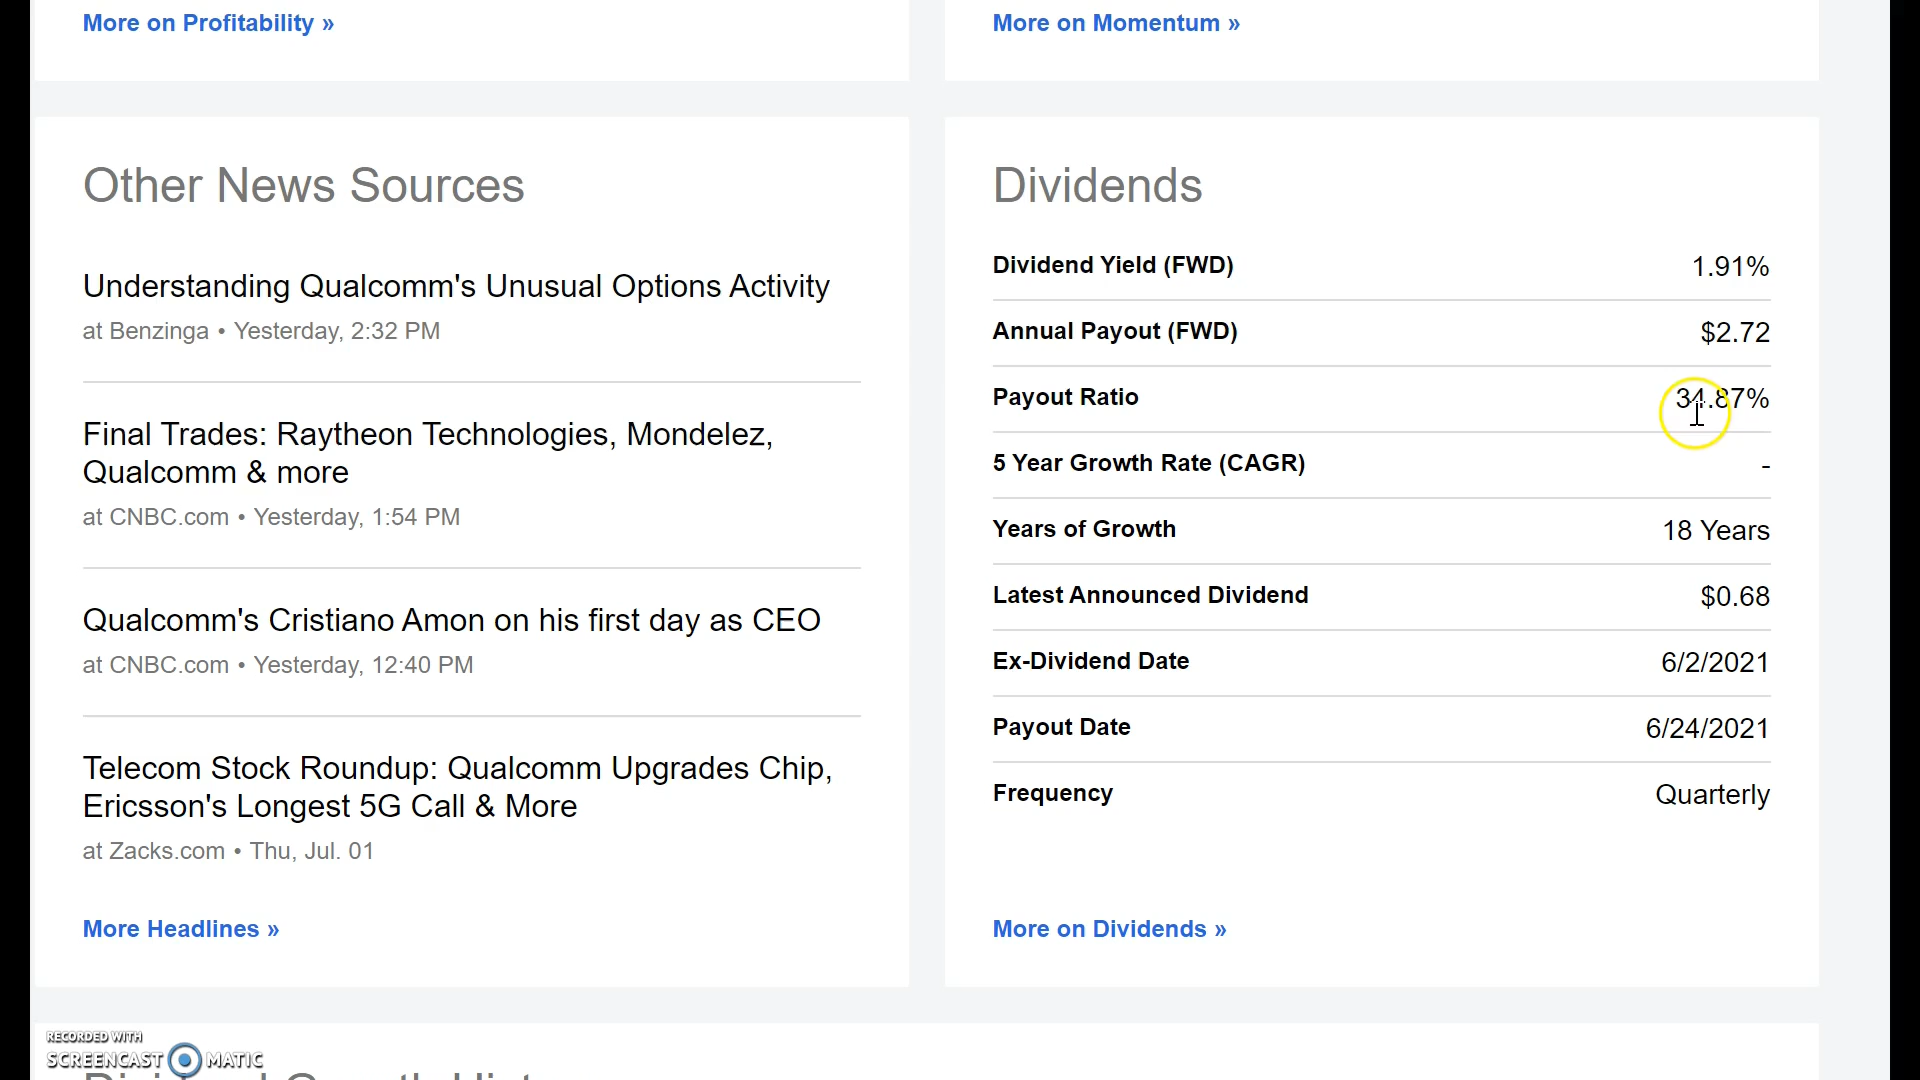 More on Profitability »
More on Momentum »
Other News Sources
Understanding Qualcomm's Unusual Options Activity
at Benzinga • Yesterday, 2:32 PM
Final Trades: Raytheon Technologies, Mondelez,
Qualcomm & more
at CNBC.com • Yesterday, 1:54 PM
Qualcomm's Cristiano Amon on his first day as CEO
at CNBC.com • Yesterday, 12:40 PM
Telecom Stock Roundup: Qualcomm Upgrades Chip,
Ericsson's Longest 5G Call & More
at Zacks.com • Thu, Jul. 01
More Headlines »
Dividends
Dividend Yield (FWD) 1.91%
Annual Payout (FWD) $2.72
Payout Ratio 34.87%
5 Year Growth Rate (CAGR) -
Years of Growth 18 Years
Latest Announced Dividend $0.68
Ex-Dividend Date 6/2/2021
Payout Date 6/24/2021
Frequency Quarterly
More on Dividends »
RECORDED WITH
SCREENCAST MATIC